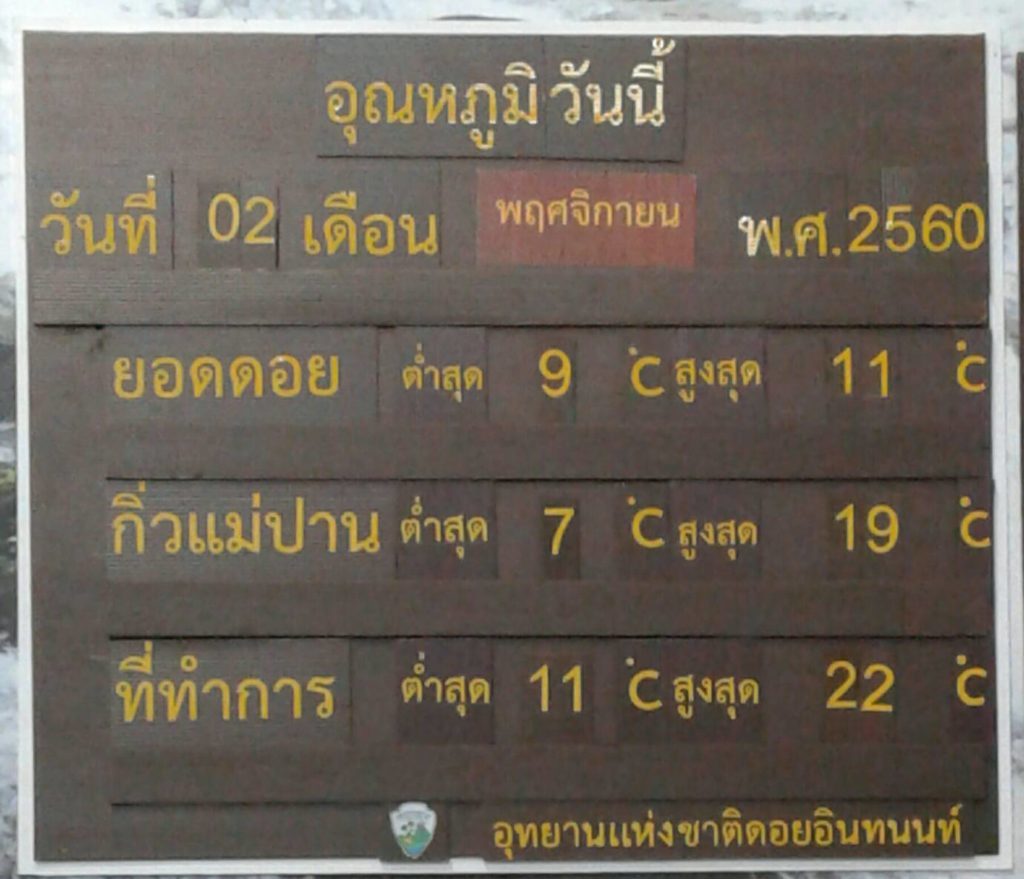 อุณหภูมิวันนี้
วันที่ 02 เดือน พฤศจิกายน พ.ศ.2560
ยอดดอย ต่ำสุด 9 °C สูงสุด 11 °C
กิ่วแม่ปาน ต่ำสุด 7 °C สูงสุด 19 °C
ที่ทำการ ต่ำสุด 11 °C สูงสุด 22 °C
อุทยานแห่งชาติดอยอินทนนท์